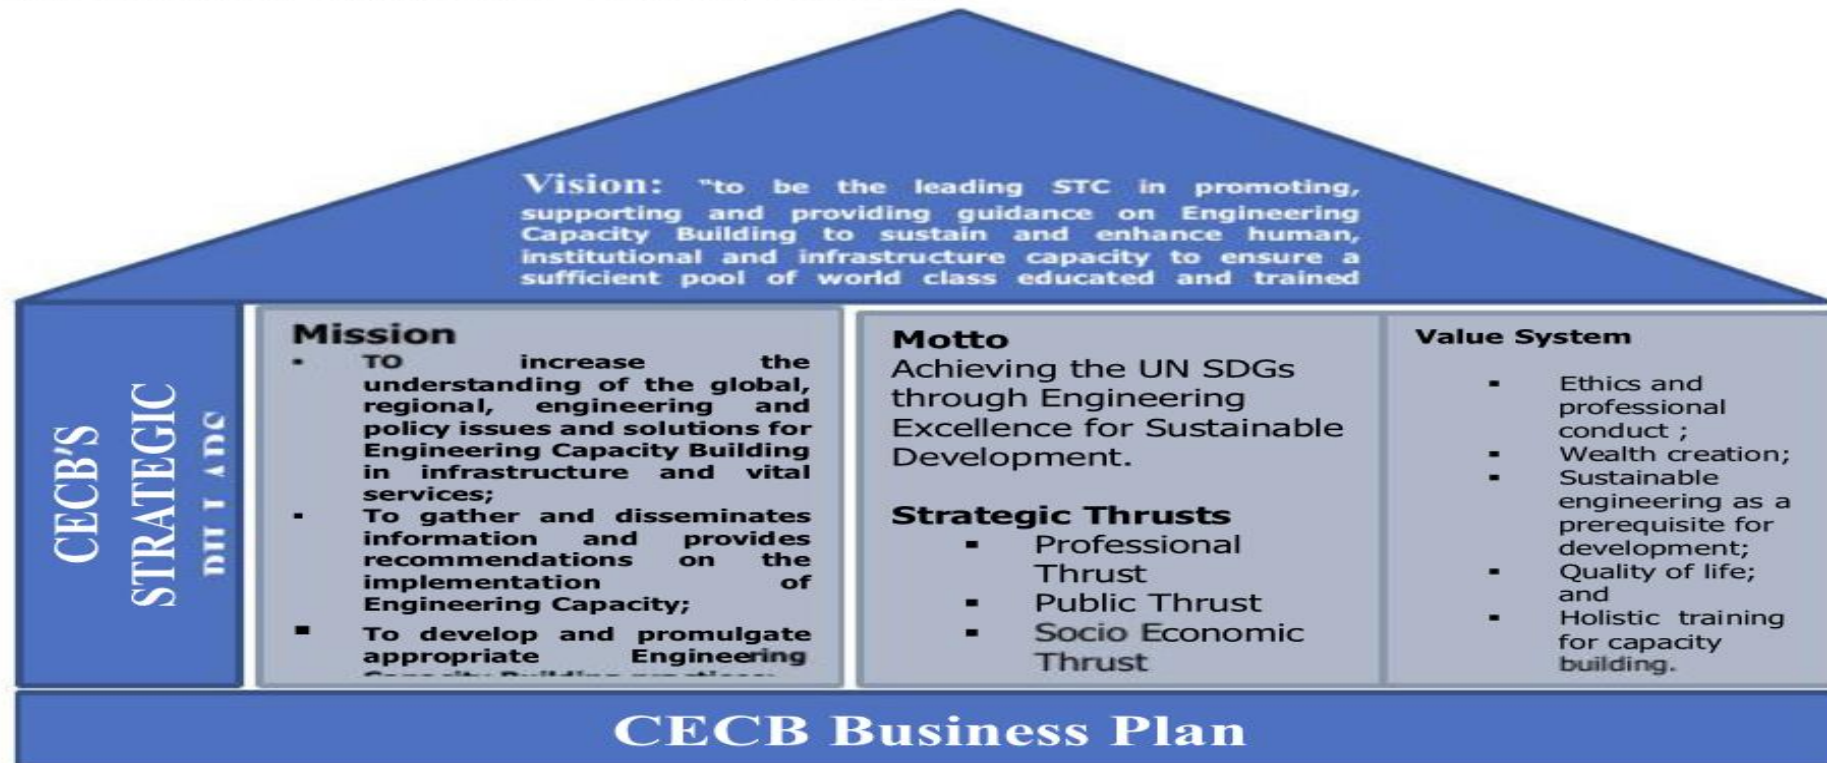 Vision: "to be the leading STC in promoting,
supporting and providing guidance on Engineering
Capacity Building to sustain and enhance human,
institutional and infrastructure capacity to ensure a
sufficient pool of world class educated and trained
CECB'S
STRATEGIC
Mission
▪ TO increase the
understanding of the global,
regional, engineering and
policy issues and solutions for
Engineering Capacity Building
in infrastructure and vital
services;
▪ To gather and disseminates
information and provides
recommendations on the
implementation of
Engineering Capacity;
▪ To develop and promulgate
appropriate Engineering
Motto
Achieving the UN SDGs
through Engineering
Excellence for Sustainable
Development.
Strategic Thrusts
▪ Professional
Thrust
▪ Public Thrust
▪ Socio Economic
Thrust
Value System
▪ Ethics and
professional
conduct ;
▪ Wealth creation;
▪ Sustainable
engineering as a
prerequisite for
development;
▪ Quality of life;
and
▪ Holistic training
for capacity
building.
CECB Business Plan